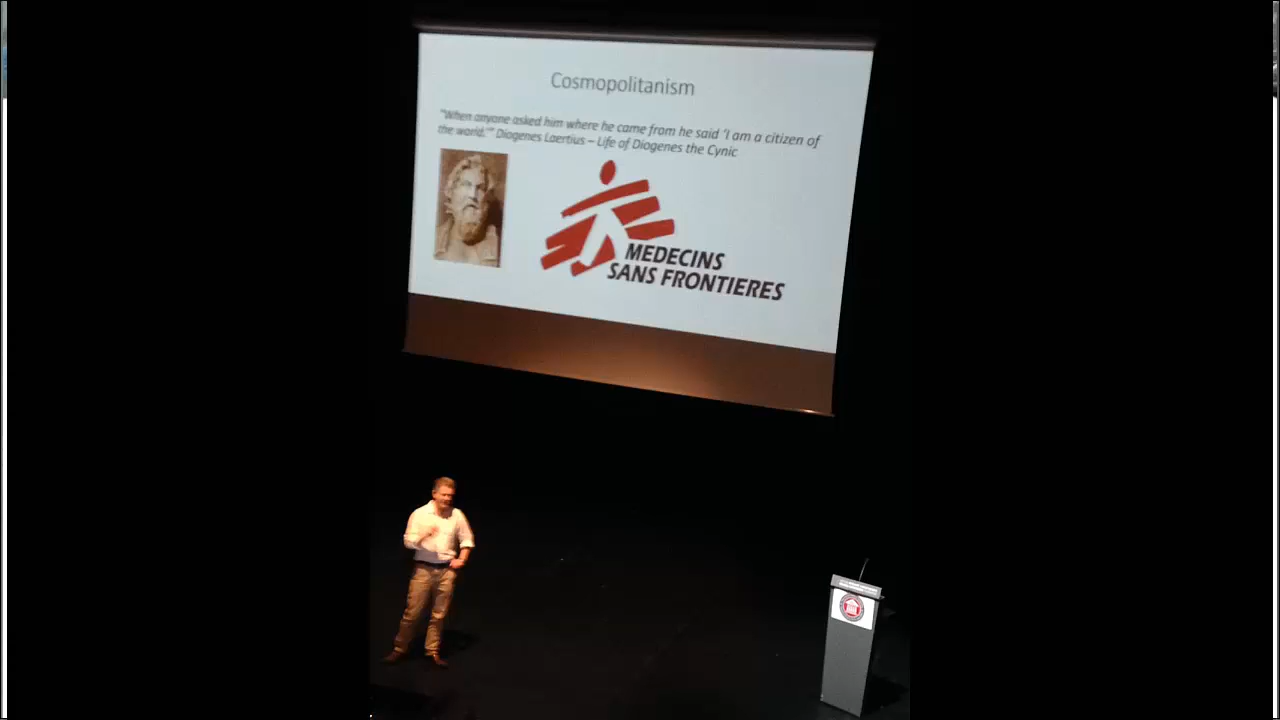 Cosmopolitanism
"When anyone asked him where he came from he said 'I am a citizen of
the world.'" Diogenes Laertius – Life of Diogenes the Cynic
MEDECINS
SANS FRONTIERES